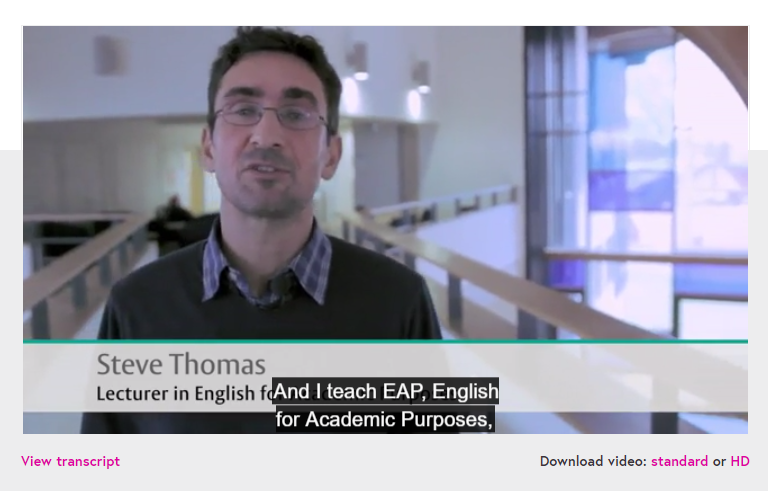 Steve Thomas
Lecturer in English fo
And I teach EAP, English
for Academic Purposes,
View transcript
Download video: standard or HD